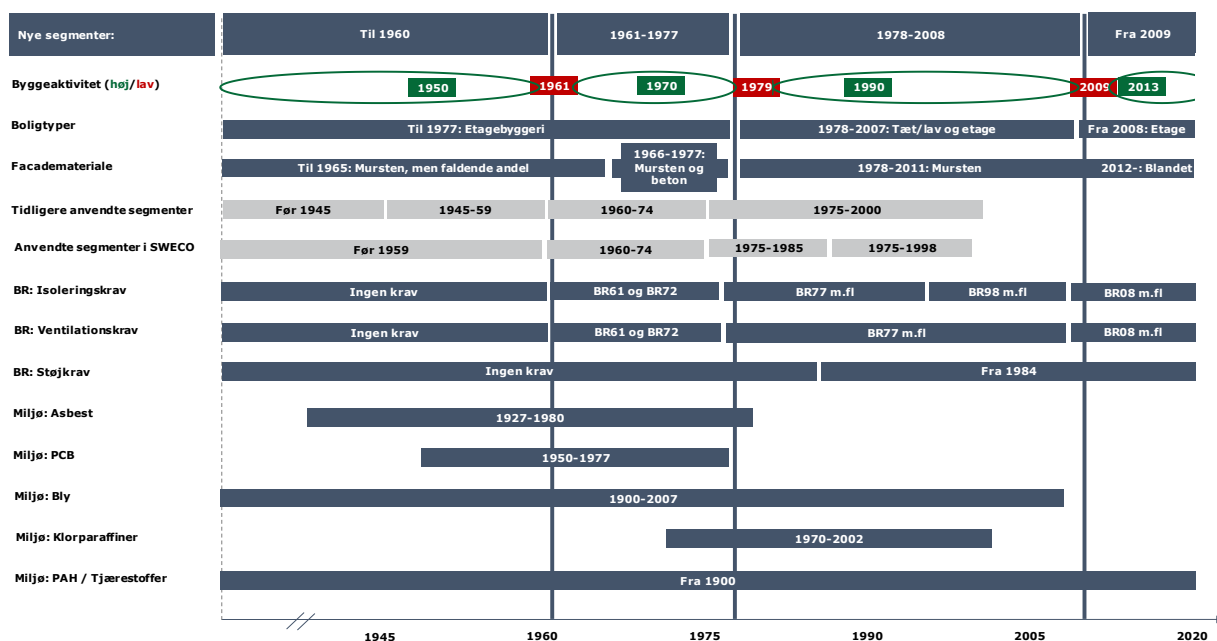 Nye segmenter: Til 1960 1961-1977 1978-2008 Fra 2009
Byggeaktivitet (høj/lav) 1950 1961 1970 1979 1990 2009 2013
Boligtyper Til 1977: Etagebyggeri 1978-2007: Tæt/lav og etage Fra 2008: Etage
Facademateriale Til 1965: Mursten, men faldende andel 1966-1977: Mursten og beton 1978-2011: Mursten 2012-: Blandet
Tidligere anvendte segmenter Før 1945 1945-59 1960-74 1975-2000
Anvendte segmenter i SWECO Før 1959 1960-74 1975-1985 1975-1998
BR: Isoleringskrav Ingen krav BR61 og BR72 BR77 m.fl BR98 m.fl BR08 m.fl
BR: Ventilationskrav Ingen krav BR61 og BR72 BR77 m.fl BR08 m.fl
BR: Støjkrav Ingen krav Fra 1984
Miljø: Asbest 1927-1980
Miljø: PCB 1950-1977
Miljø: Bly 1900-2007
Miljø: Klorparaffiner 1970-2002
Miljø: PAH / Tjærestoffer Fra 1900
1945 1960 1975 1990 2005 2020